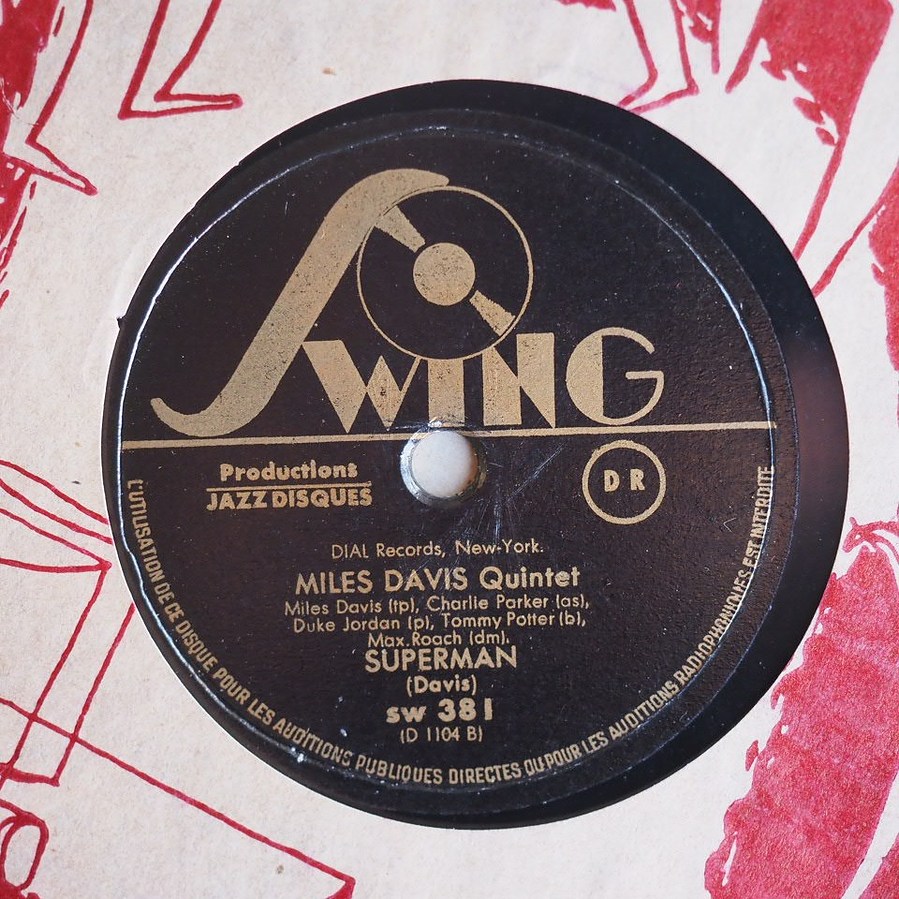 SWING
Productions
JAZZ DISQUES
D R
DIAL Records, New-York.
MILES DAVIS Quintet
Miles Davis (tp), Charlie Parker (as),
Duke Jordan (p), Tommy Potter (b),
Max. Roach (dm).
SUPERMAN
(Davis)
sw 381
(D 1104 B)
L'UTILISATION DE CE DISQUE POUR LES AUDITIONS PUBLIQUES DIRECTES OU POUR LES AUDITIONS RADIOPHONIQUES EST INTERDITE